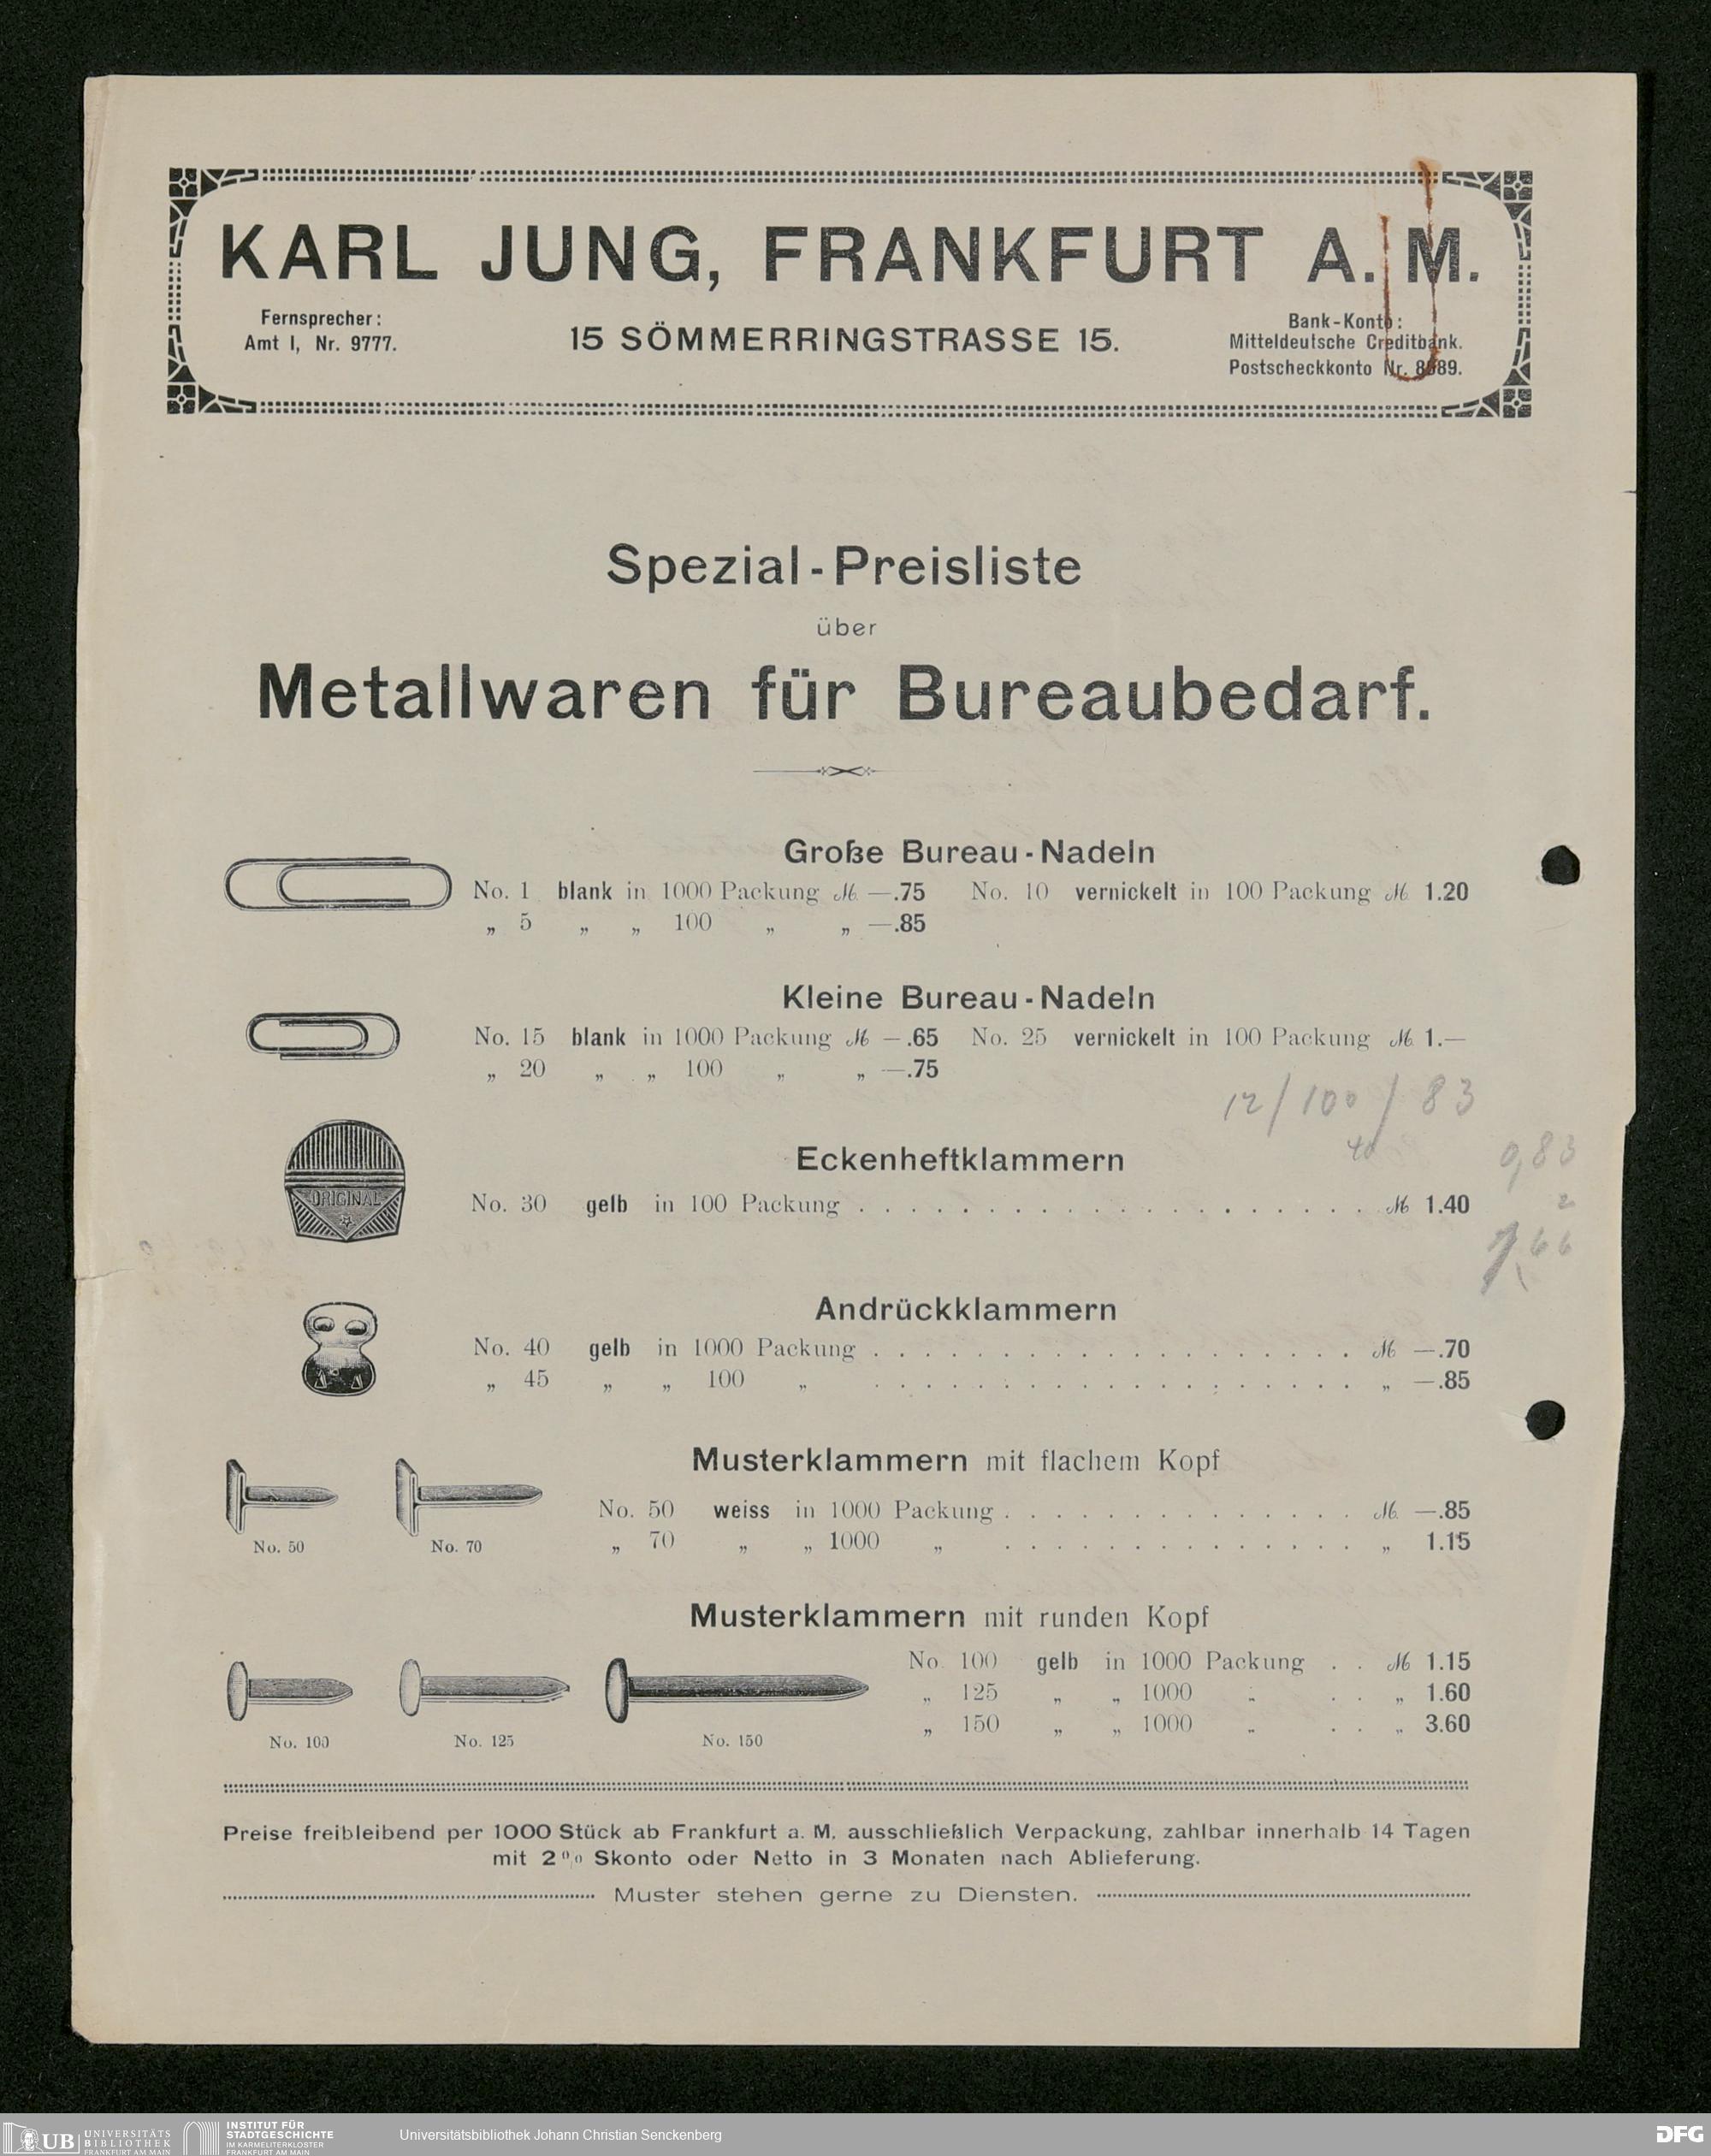 KARL JUNG, FRANKFURT A. M.
Fernsprecher:
Amt I, Nr. 9777.
15 SÖMMERRINGSTRASSE 15.
Bank-Konto:
Mitteldeutsche Creditbank.
Postscheckkonto Nr.
Spezial-Preisliste
über
Metallwaren für Bureaubedarf.
Große Bureau-Nadeln
No. 1 blank in 1000 Packung ℳ —.75 No. 10 vernickelt in 100 Packung ℳ 1.20
„ 5 „ „ 100 „ „ —.85
Kleine Bureau-Nadeln
No. 15 blank in 1000 Packung ℳ —.65 No. 25 vernickelt in 100 Packung ℳ 1.—
„ 20 „ „ 100 „ „ —.75
12/100/83
40
0,83
2
1,66
ORIGINAL
Eckenheftklammern
No. 30 gelb in 100 Packung . . . . . . . . . . . . . . . . . . . . ℳ 1.40
Andrückklammern
No. 40 gelb in 1000 Packung . . . . . . . . . . . . . . . . . . . ℳ —.70
„ 45 „ „ 100 „ . . . . . . . . . . . . . . . . . . . „ —.85
Musterklammern mit flachem Kopf
No. 50 weiss in 1000 Packung . . . . . . . . . . . . . . ℳ —.85
„ 70 „ „ 1000 „ . . . . . . . . . . . . . . „ 1.15
No. 50 No. 70
Musterklammern mit runden Kopf
No. 100 gelb in 1000 Packung . . ℳ 1.15
„ 125 „ „ 1000 „ . . „ 1.60
„ 150 „ „ 1000 „ . . „ 3.60
No. 100 No. 125 No. 150
Preise freibleibend per 1000 Stück ab Frankfurt a. M. ausschließlich Verpackung, zahlbar innerhalb 14 Tagen
mit 2% Skonto oder Netto in 3 Monaten nach Ablieferung.
Muster stehen gerne zu Diensten.
UB UNIVERSITÄTS
BIBLIOTHEK
FRANKFURT AM MAIN
INSTITUT FÜR
STADTGESCHICHTE
IM KARMELITERKLOSTER
FRANKFURT AM MAIN
Universitätsbibliothek Johann Christian Senckenberg
DFG